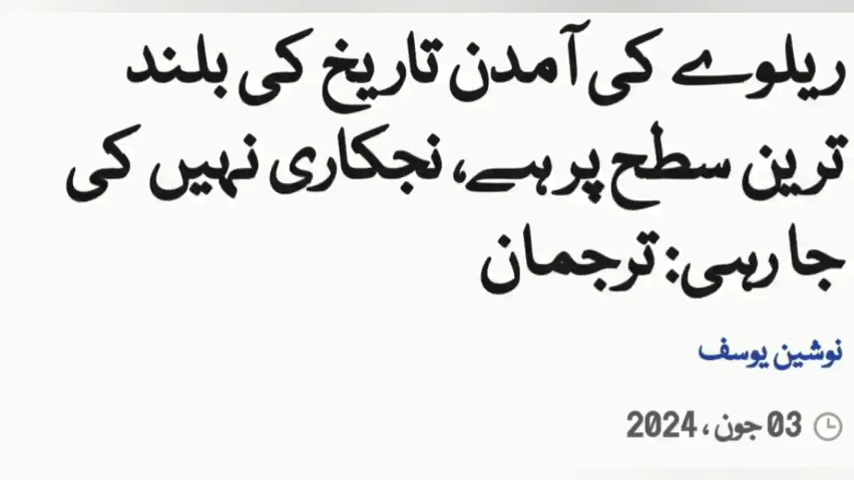 ریلوے کی آمدن تاریخ کی بلند
ترین سطح پر ہے، نجکاری نہیں کی
جا رہی: ترجمان
نوشین یوسف
03 جون ، 2024